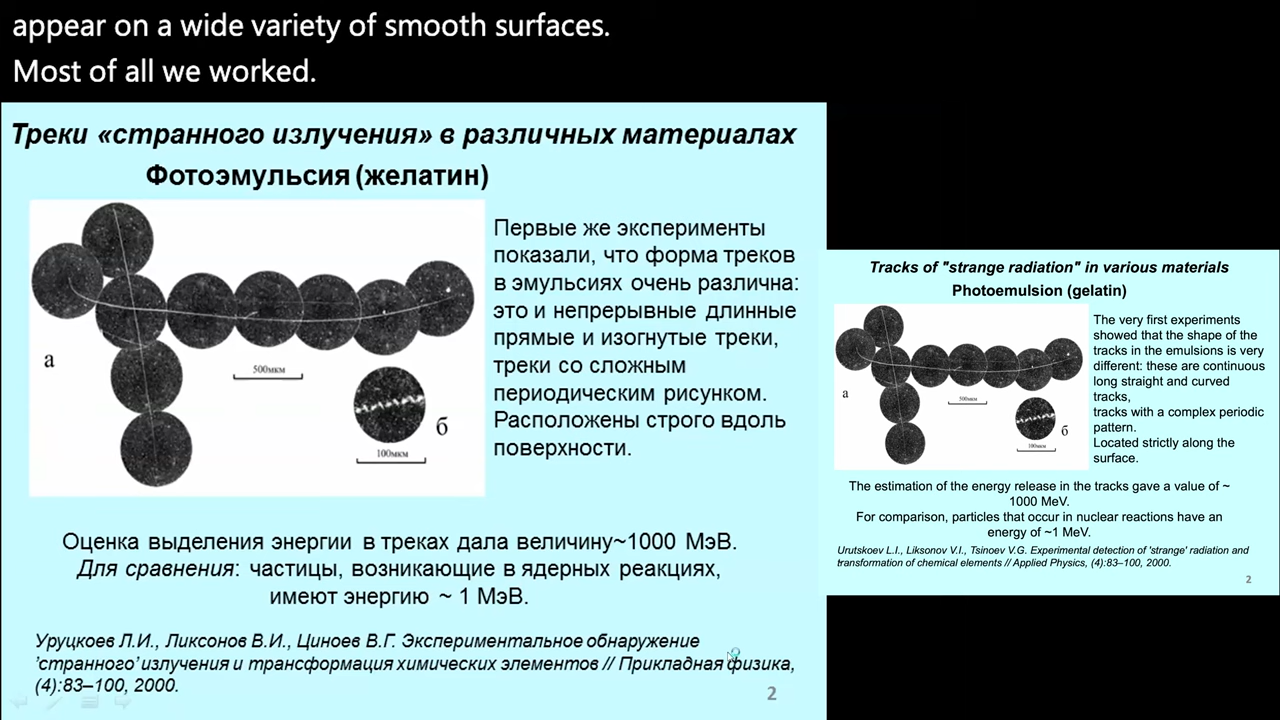 appear on a wide variety of smooth surfaces.
Most of all we worked.
Треки «странного излучения» в различных материалах
Фотоэмульсия (желатин)
а
500мкм
б
100мкм
Первые же эксперименты
показали, что форма треков
в эмульсиях очень различна:
это и непрерывные длинные
прямые и изогнутые треки,
треки со сложным
периодическим рисунком.
Расположены строго вдоль
поверхности.
Оценка выделения энергии в треках дала величину~1000 МэВ.
Для сравнения: частицы, возникающие в ядерных реакциях,
имеют энергию ~ 1 МэВ.
Уруцкоев Л.И., Ликсонов В.И., Циноев В.Г. Экспериментальное обнаружение
'странного' излучения и трансформация химических элементов // Прикладная физика,
(4):83–100, 2000.
2
Tracks of "strange radiation" in various materials
Photoemulsion (gelatin)
а
500мкм
б
100мкм
The very first experiments
showed that the shape of the
tracks in the emulsions is very
different: these are continuous
long straight and curved
tracks,
tracks with a complex periodic
pattern.
Located strictly along the
surface.
The estimation of the energy release in the tracks gave a value of ~
1000 MeV.
For comparison, particles that occur in nuclear reactions have an
energy of ~1 MeV.
Urutskoev L.I., Liksonov V.I., Tsinoev V.G. Experimental detection of 'strange' radiation and
transformation of chemical elements // Applied Physics, (4):83–100, 2000.
2